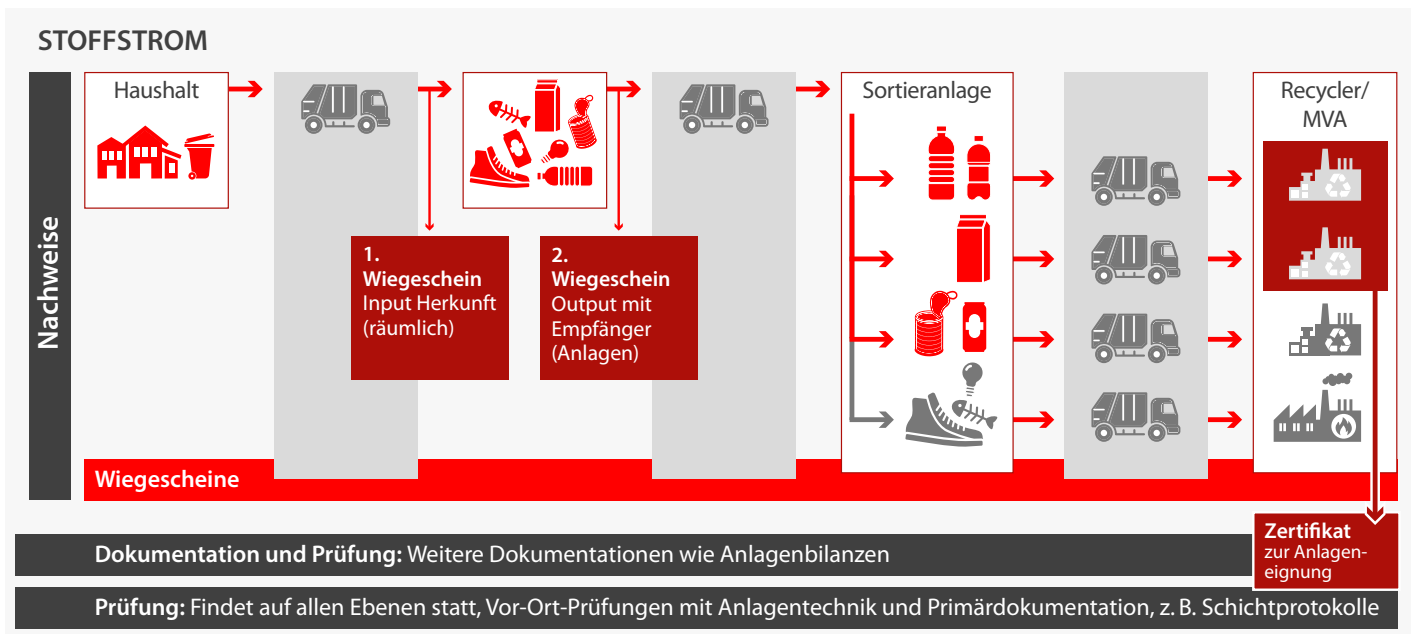 STOFFSTROM
Nachweise
Haushalt
Sortieranlage
Recycler/
MVA
1.
Wiegeschein
Input Herkunft
(räumlich)
2.
Wiegeschein
Output mit
Empfänger
(Anlagen)
Wiegescheine
Zertifikat
zur Anlagen-
eignung
Dokumentation und Prüfung: Weitere Dokumentationen wie Anlagenbilanzen
Prüfung: Findet auf allen Ebenen statt, Vor-Ort-Prüfungen mit Anlagentechnik und Primärdokumentation, z. B. Schichtprotokolle